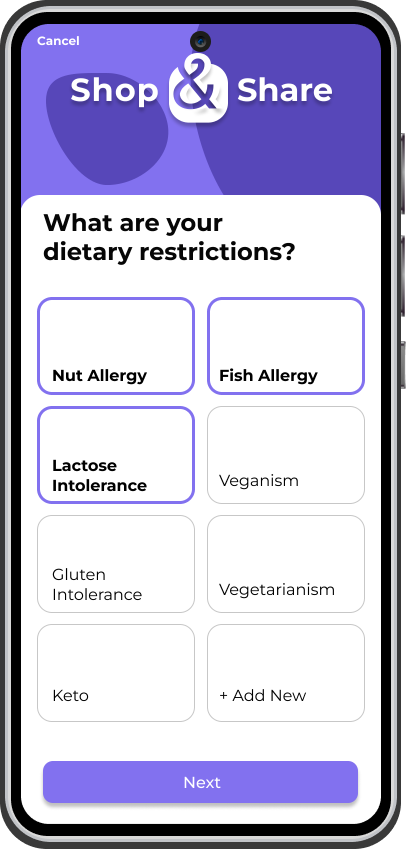 Cancel
Shop & Share
What are your
dietary restrictions?
Nut Allergy
Fish Allergy
Lactose
Intolerance
Veganism
Gluten
Intolerance
Vegetarianism
Keto
+ Add New
Next